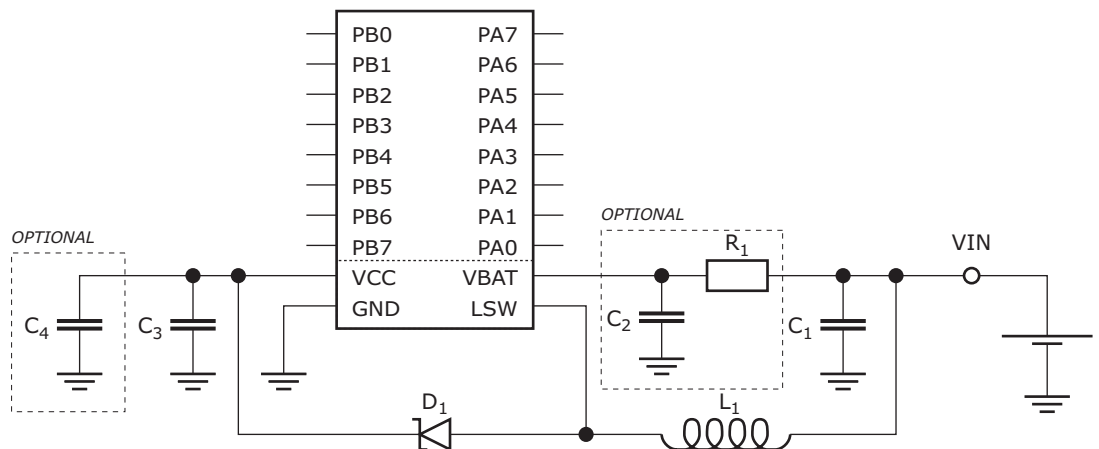 PB0 PA7
PB1 PA6
PB2 PA5
PB3 PA4
PB4 PA3
PB5 PA2
PB6 PA1
OPTIONAL
OPTIONAL PB7 PA0 R1 VIN
VCC VBAT
C4 C3 GND LSW C2 C1
D1 L1